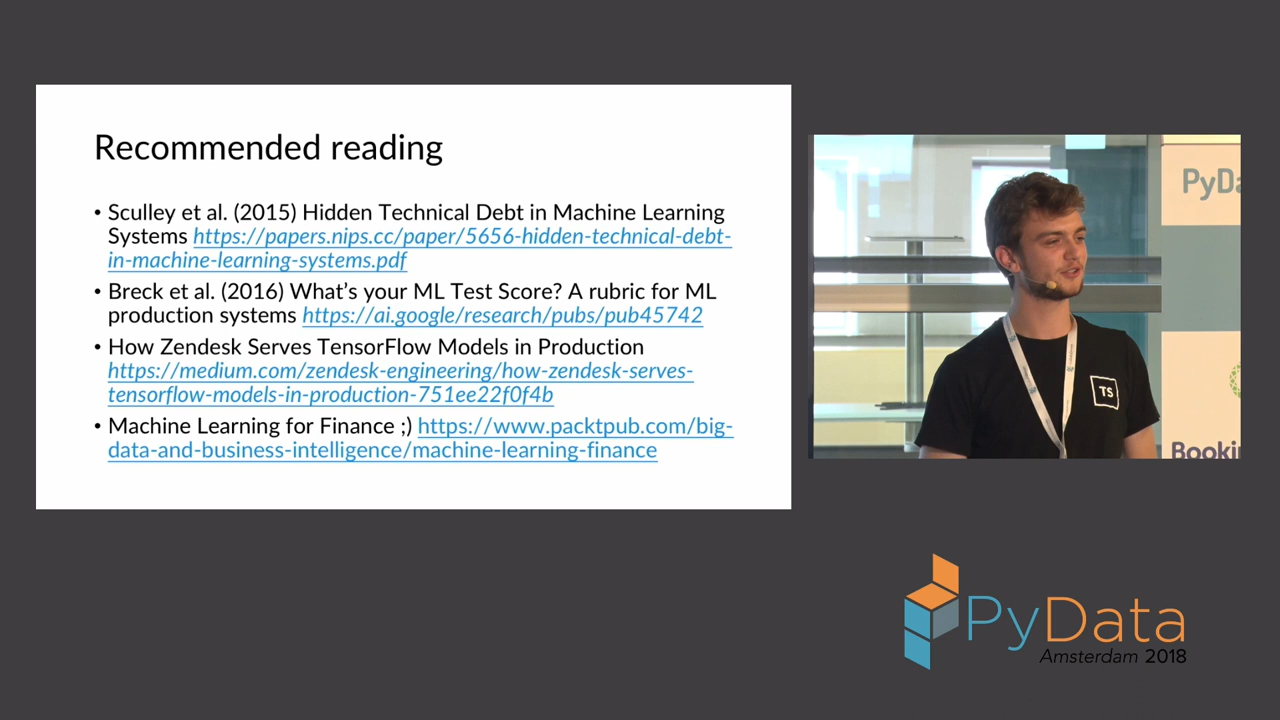 Recommended reading
• Sculley et al. (2015) Hidden Technical Debt in Machine Learning
Systems https://papers.nips.cc/paper/5656-hidden-technical-debt-
in-machine-learning-systems.pdf
• Breck et al. (2016) What's your ML Test Score? A rubric for ML
production systems https://ai.google/research/pubs/pub45742
• How Zendesk Serves TensorFlow Models in Production
https://medium.com/zendesk-engineering/how-zendesk-serves-
tensorflow-models-in-production-751ee22f0f4b
• Machine Learning for Finance ;) https://www.packtpub.com/big-
data-and-business-intelligence/machine-learning-finance
PyDa
TS
Booki
PyData
Amsterdam 2018